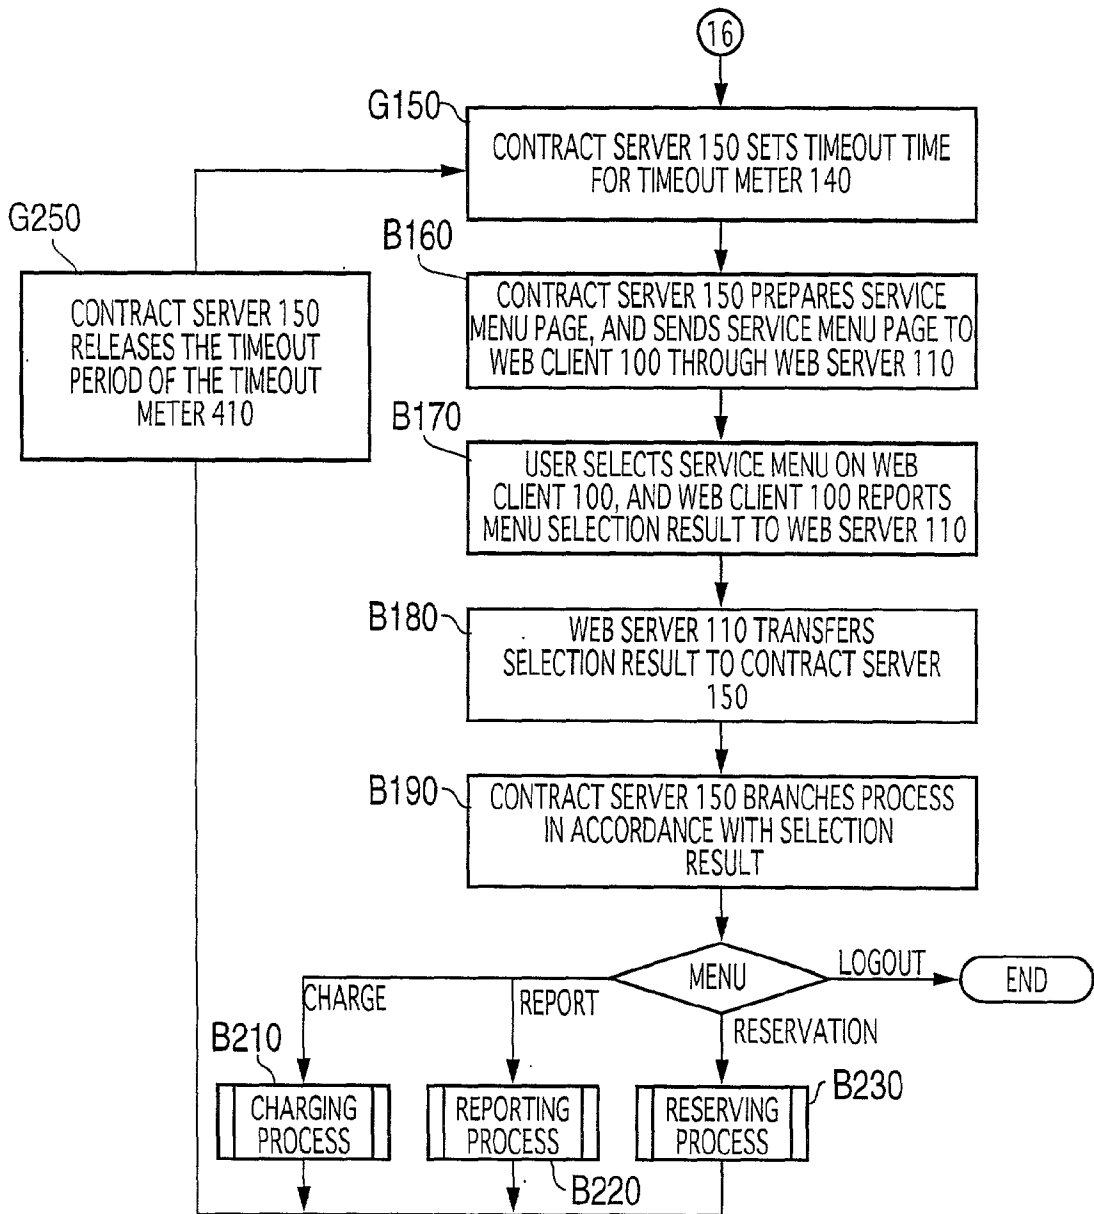 16
G150
CONTRACT SERVER 150 SETS TIMEOUT TIME
FOR TIMEOUT METER 140
G250
CONTRACT SERVER 150
RELEASES THE TIMEOUT
PERIOD OF THE TIMEOUT
METER 410
B160
CONTRACT SERVER 150 PREPARES SERVICE
MENU PAGE, AND SENDS SERVICE MENU PAGE TO
WEB CLIENT 100 THROUGH WEB SERVER 110
B170
USER SELECTS SERVICE MENU ON WEB
CLIENT 100, AND WEB CLIENT 100 REPORTS
MENU SELECTION RESULT TO WEB SERVER 110
B180
WEB SERVER 110 TRANSFERS
SELECTION RESULT TO CONTRACT SERVER
150
B190
CONTRACT SERVER 150 BRANCHES PROCESS
IN ACCORDANCE WITH SELECTION
RESULT
MENU
LOGOUT
END
CHARGE
REPORT
RESERVATION
B210
CHARGING
PROCESS
REPORTING
PROCESS
B220
RESERVING
PROCESS
B230